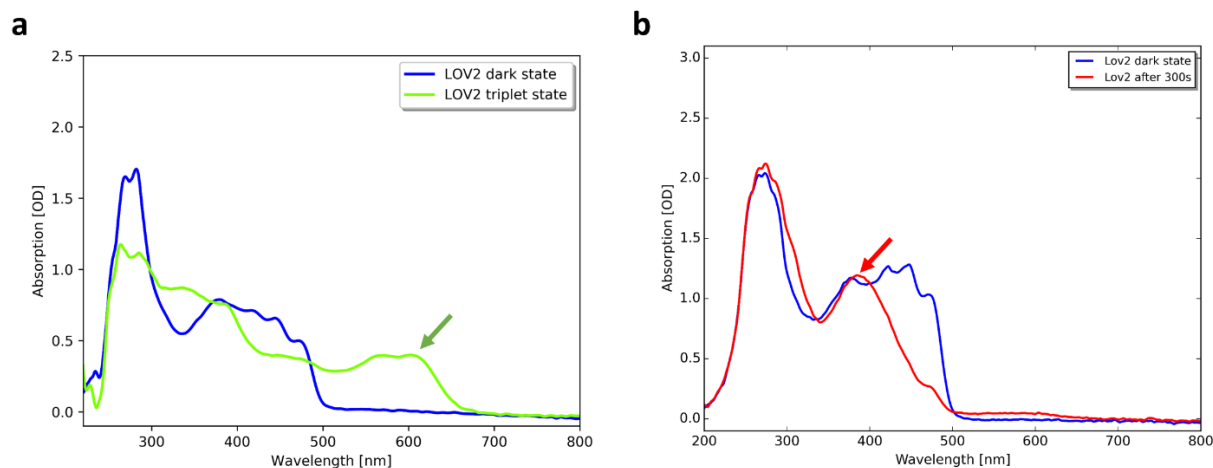 a
LOV2 dark state
LOV2 triplet state
2.5
2.0
1.5
1.0
0.5
0.0
Absorption [OD]
300 400 500 600 700 800
Wavelength [nm]
b
Lov2 dark state
Lov2 after 300s
3.0
2.5
2.0
1.5
1.0
0.5
0.0
Absorption [OD]
200 300 400 500 600 700 800
Wavelength [nm]